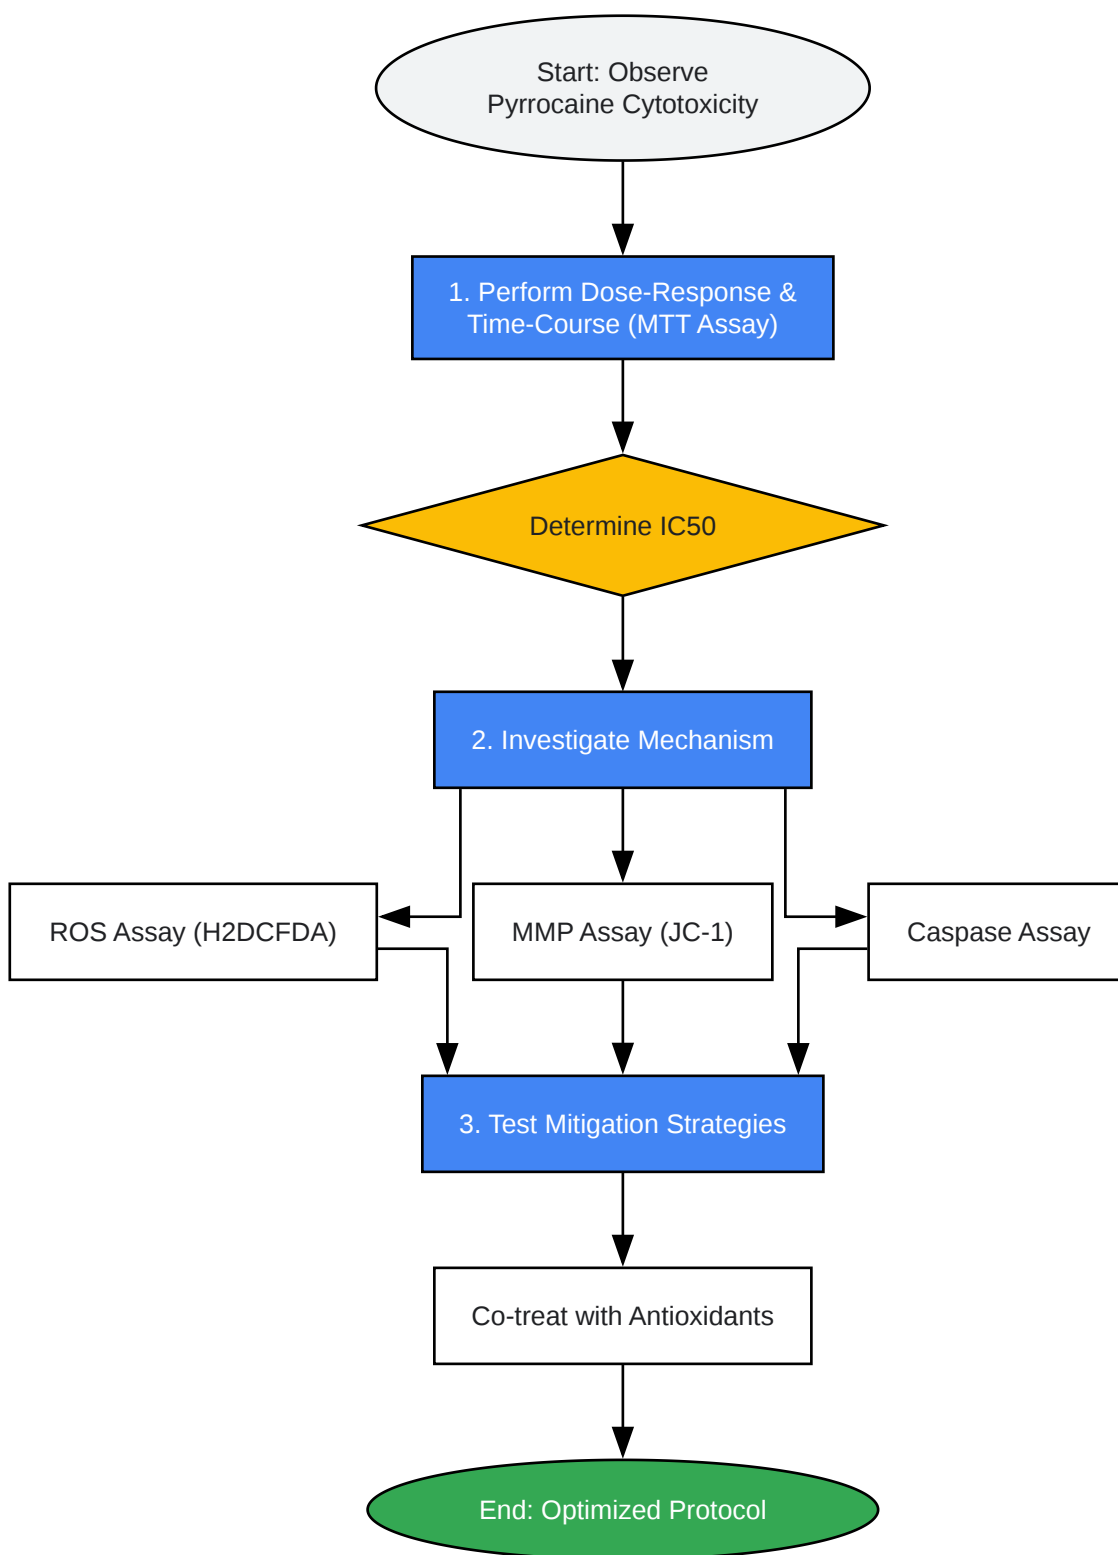 Start: Observe
Pyrrocaine Cytotoxicity
1. Perform Dose-Response &
Time-Course (MTT Assay)
Determine IC50
2. Investigate Mechanism
ROS Assay (H2DCFDA)
MMP Assay (JC-1)
Caspase Assay
3. Test Mitigation Strategies
Co-treat with Antioxidants
End: Optimized Protocol